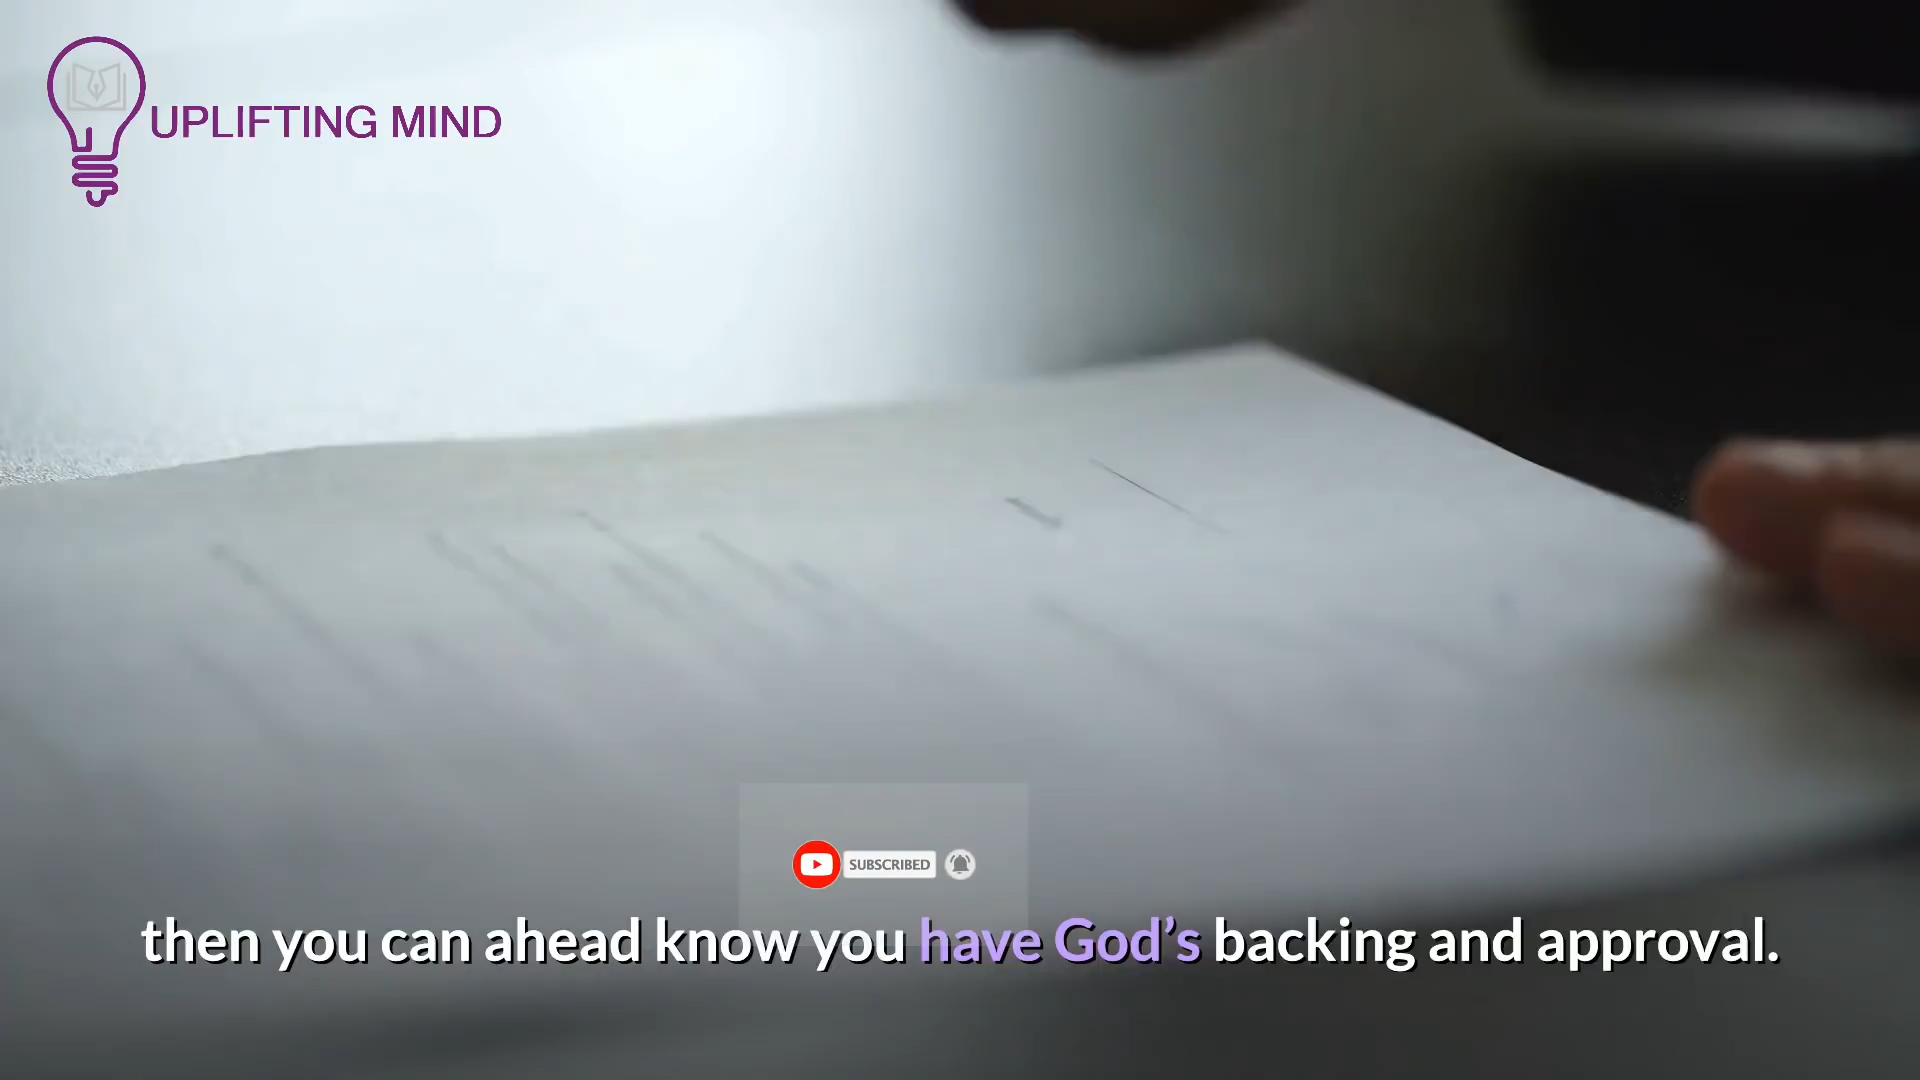 UPLIFTING MIND
SUBSCRIBED
then you can ahead know you have God’s backing and approval.